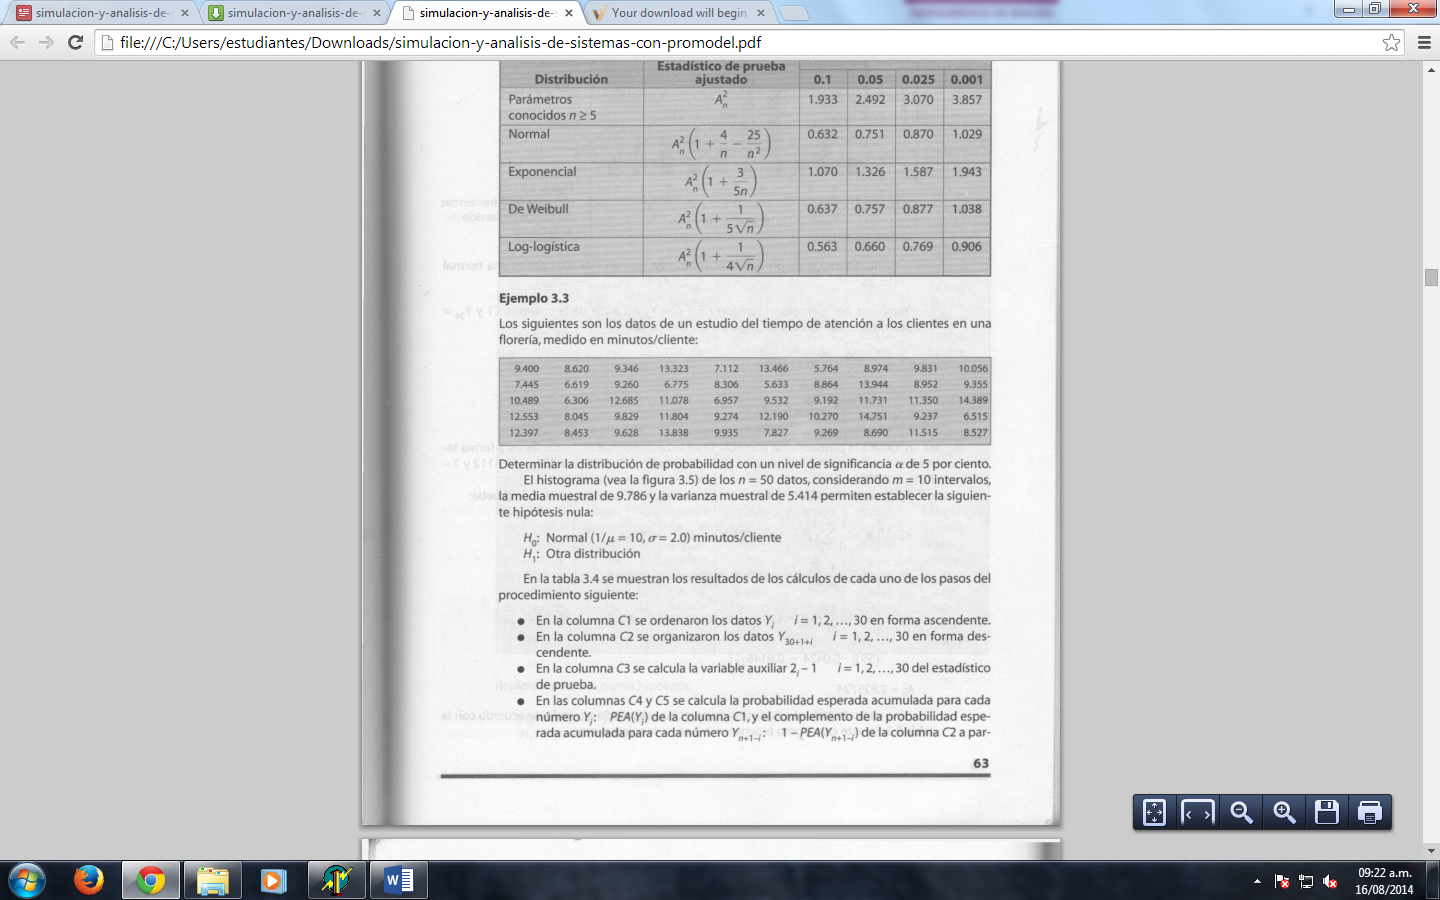 simulacion-y-analisis-de-s
simulacion-y-analisis-de-s
simulacion-y-analisis-de-s
Your download will begin
file:///C:/Users/estudiantes/Downloads/simulacion-y-analisis-de-sistemas-con-promodel.pdf
Distribución Estadístico de prueba ajustado 0.1 0.05 0.025 0.001
Parámetros conocidos n ≥ 5 A²ₙ 1.933 2.492 3.070 3.857
Normal A²ₙ(1 + 4/n − 25/n²) 0.632 0.751 0.870 1.029
Exponencial A²ₙ(1 + 3/5n) 1.070 1.326 1.587 1.943
De Weibull A²ₙ(1 + 1/5√n) 0.637 0.757 0.877 1.038
Log-logística A²ₙ(1 + 1/4√n) 0.563 0.660 0.769 0.906
Ejemplo 3.3
Los siguientes son los datos de un estudio del tiempo de atención a los clientes en una
florería, medido en minutos/cliente:
9.400 8.620 9.346 13.323 7.112 13.466 5.764 8.974 9.831 10.056
7.445 6.619 9.260 6.775 8.306 5.633 8.864 13.944 8.952 9.355
10.489 6.306 12.685 11.078 6.957 9.532 9.192 11.731 11.350 14.389
12.553 8.045 9.829 11.804 9.274 12.190 10.270 14.751 9.237 6.515
12.397 8.453 9.628 13.838 9.935 7.827 9.269 8.690 11.515 8.527
Determinar la distribución de probabilidad con un nivel de significancia α de 5 por ciento.
El histograma (vea la figura 3.5) de los n = 50 datos, considerando m = 10 intervalos,
la media muestral de 9.786 y la varianza muestral de 5.414 permiten establecer la siguien-
te hipótesis nula:
H₀: Normal (1/μ = 10, σ = 2.0) minutos/cliente
H₁: Otra distribución
En la tabla 3.4 se muestran los resultados de los cálculos de cada uno de los pasos del
procedimiento siguiente:
● En la columna C1 se ordenaron los datos Yᵢ i = 1, 2, …, 30 en forma ascendente.
● En la columna C2 se organizaron los datos Y₃₀₊₁₊ᵢ i = 1, 2, …, 30 en forma des-
cendente.
● En la columna C3 se calcula la variable auxiliar 2ᵢ – 1 i = 1, 2, …, 30 del estadístico
de prueba.
● En las columnas C4 y C5 se calcula la probabilidad esperada acumulada para cada
número Yᵢ: PEA(Yᵢ) de la columna C1, y el complemento de la probabilidad espe-
rada acumulada para cada número Yₙ₊₁₋ᵢ: 1 – PEA(Yₙ₊₁₋ᵢ) de la columna C2 a par-
63
09:22 a.m.
16/08/2014